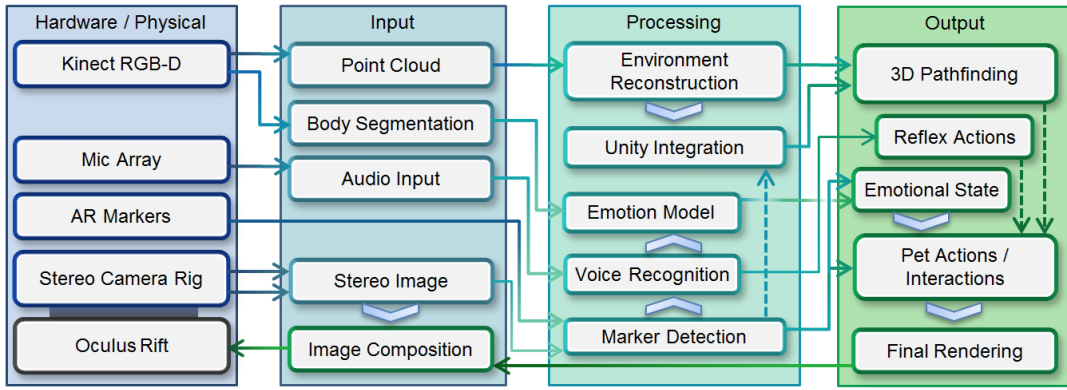 Hardware / Physical
Kinect RGB-D
Mic Array
AR Markers
Stereo Camera Rig
Oculus Rift
Input
Point Cloud
Body Segmentation
Audio Input
Stereo Image
Image Composition
Processing
Environment
Reconstruction
Unity Integration
Emotion Model
Voice Recognition
Marker Detection
Output
3D Pathfinding
Reflex Actions
Emotional State
Pet Actions /
Interactions
Final Rendering